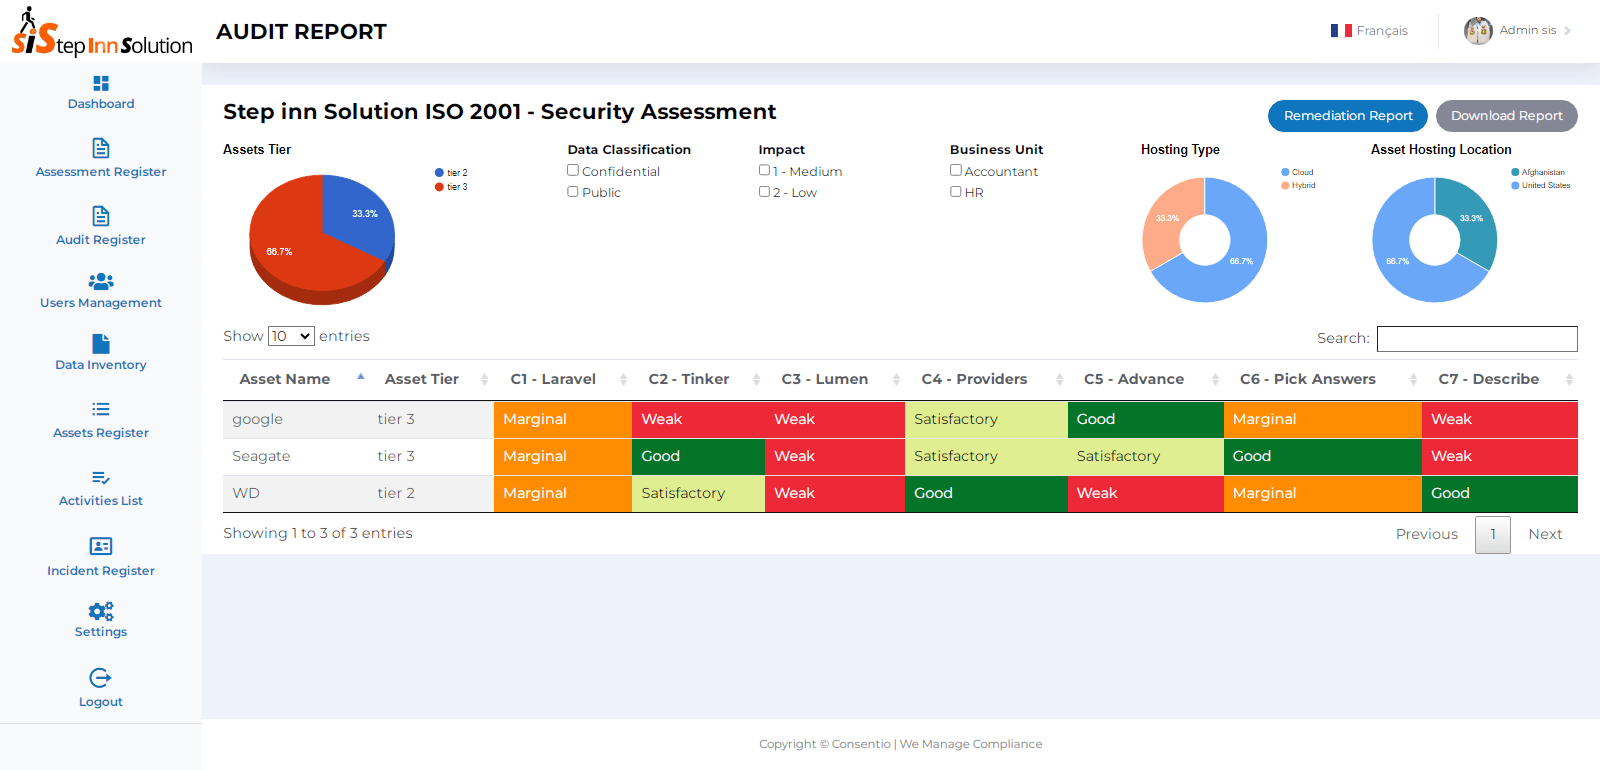 siStep Inn Solution
AUDIT REPORT
Français
Admin sis
Dashboard
Assessment Register
Audit Register
Users Management
Data Inventory
Assets Register
Activities List
Incident Register
Settings
Logout
Step inn Solution ISO 2001 - Security Assessment
Remediation Report
Download Report
Assets Tier
tier 2
tier 3
33.3%
66.7%
Data Classification
Confidential
Public
Impact
1 - Medium
2 - Low
Business Unit
Accountant
HR
Hosting Type
Cloud
Hybrid
33.3%
66.7%
Asset Hosting Location
Afghanistan
United States
33.3%
66.7%
Show 10 entries
Search:
Asset Name Asset Tier C1 - Laravel C2 - Tinker C3 - Lumen C4 - Providers C5 - Advance C6 - Pick Answers C7 - Describe
google tier 3 Marginal Weak Weak Satisfactory Good Marginal Weak
Seagate tier 3 Marginal Good Weak Satisfactory Satisfactory Good Weak
WD tier 2 Marginal Satisfactory Weak Good Weak Marginal Good
Showing 1 to 3 of 3 entries
Previous 1 Next
Copyright © Consentio | We Manage Compliance